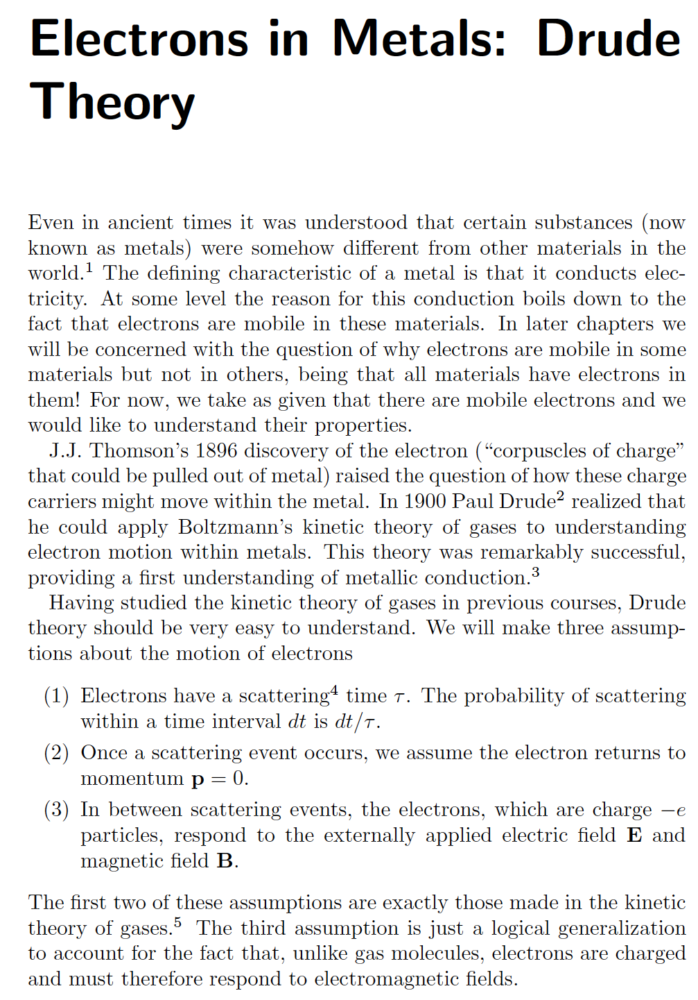 Electrons in Metals: Drude
Theory
Even in ancient times it was understood that certain substances (now
known as metals) were somehow different from other materials in the
world.¹ The defining characteristic of a metal is that it conducts elec-
tricity. At some level the reason for this conduction boils down to the
fact that electrons are mobile in these materials. In later chapters we
will be concerned with the question of why electrons are mobile in some
materials but not in others, being that all materials have electrons in
them! For now, we take as given that there are mobile electrons and we
would like to understand their properties.
J.J. Thomson's 1896 discovery of the electron (“corpuscles of charge”
that could be pulled out of metal) raised the question of how these charge
carriers might move within the metal. In 1900 Paul Drude² realized that
he could apply Boltzmann's kinetic theory of gases to understanding
electron motion within metals. This theory was remarkably successful,
providing a first understanding of metallic conduction.³
Having studied the kinetic theory of gases in previous courses, Drude
theory should be very easy to understand. We will make three assump-
tions about the motion of electrons
(1) Electrons have a scattering⁴ time τ. The probability of scattering
within a time interval dt is dt/τ.
(2) Once a scattering event occurs, we assume the electron returns to
momentum p = 0.
(3) In between scattering events, the electrons, which are charge −e
particles, respond to the externally applied electric field E and
magnetic field B.
The first two of these assumptions are exactly those made in the kinetic
theory of gases.⁵ The third assumption is just a logical generalization
to account for the fact that, unlike gas molecules, electrons are charged
and must therefore respond to electromagnetic fields.